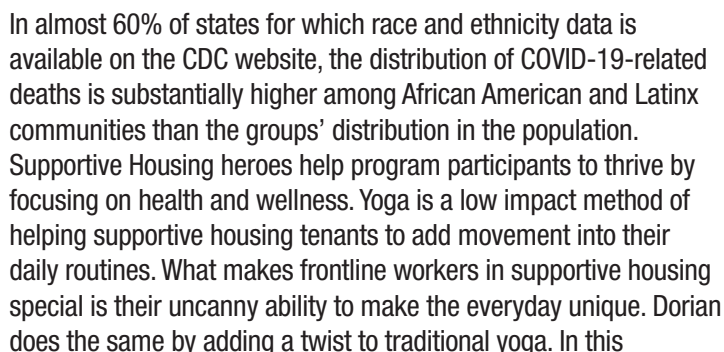 In almost 60% of states for which race and ethnicity data is
available on the CDC website, the distribution of COVID-19-related
deaths is substantially higher among African American and Latinx
communities than the groups’ distribution in the population.
Supportive Housing heroes help program participants to thrive by
focusing on health and wellness. Yoga is a low impact method of
helping supportive housing tenants to add movement into their
daily routines. What makes frontline workers in supportive housing
special is their uncanny ability to make the everyday unique. Dorian
does the same by adding a twist to traditional yoga. In this